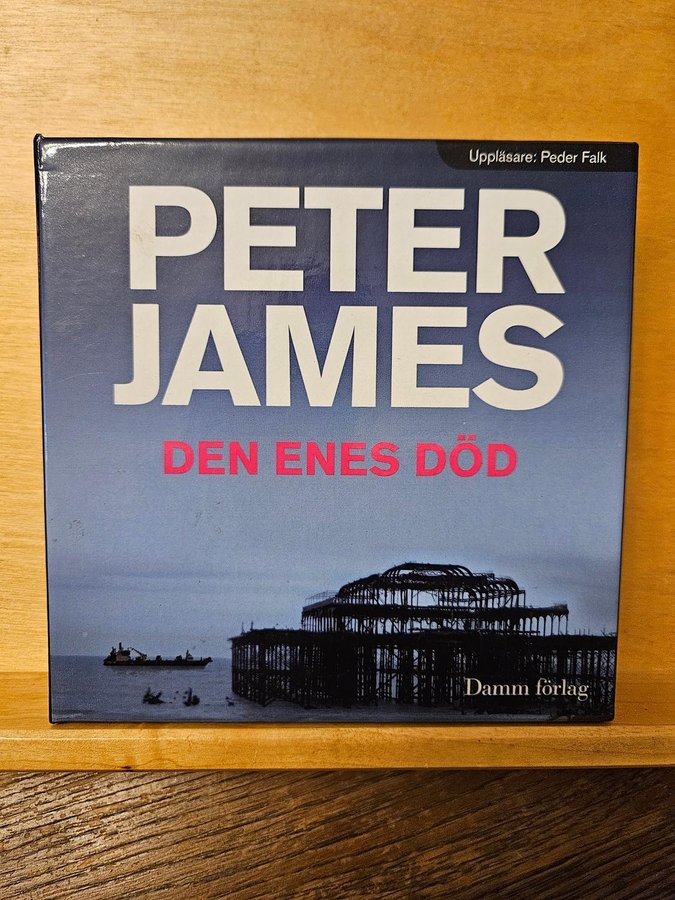 Uppläsare: Peder Falk
PETER
JAMES
DEN ENES DÖD
Damm förlag